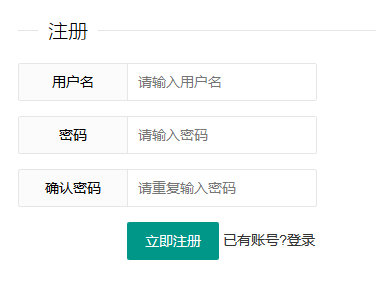 注册
用户名 请输入用户名
密码 请输入密码
确认密码 请重复输入密码
立即注册 已有账号?登录